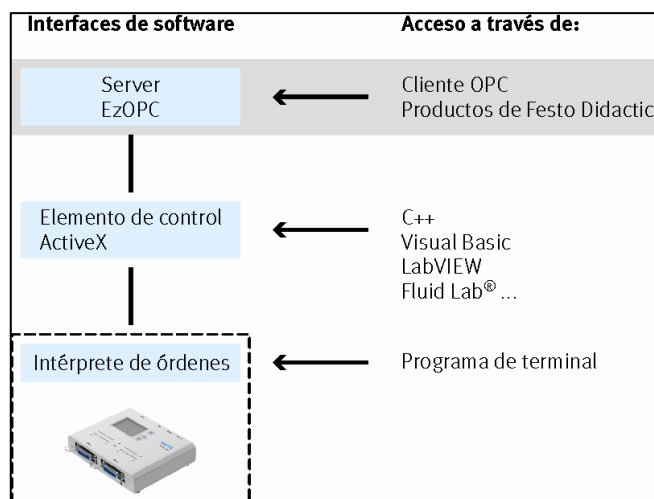 Interfaces de software
Acceso a través de:
Server
EzOPC
Cliente OPC
Productos de Festo Didactic
Elemento de control
ActiveX
C++
Visual Basic
LabVIEW
Fluid Lab® ...
Intérprete de órdenes
Programa de terminal